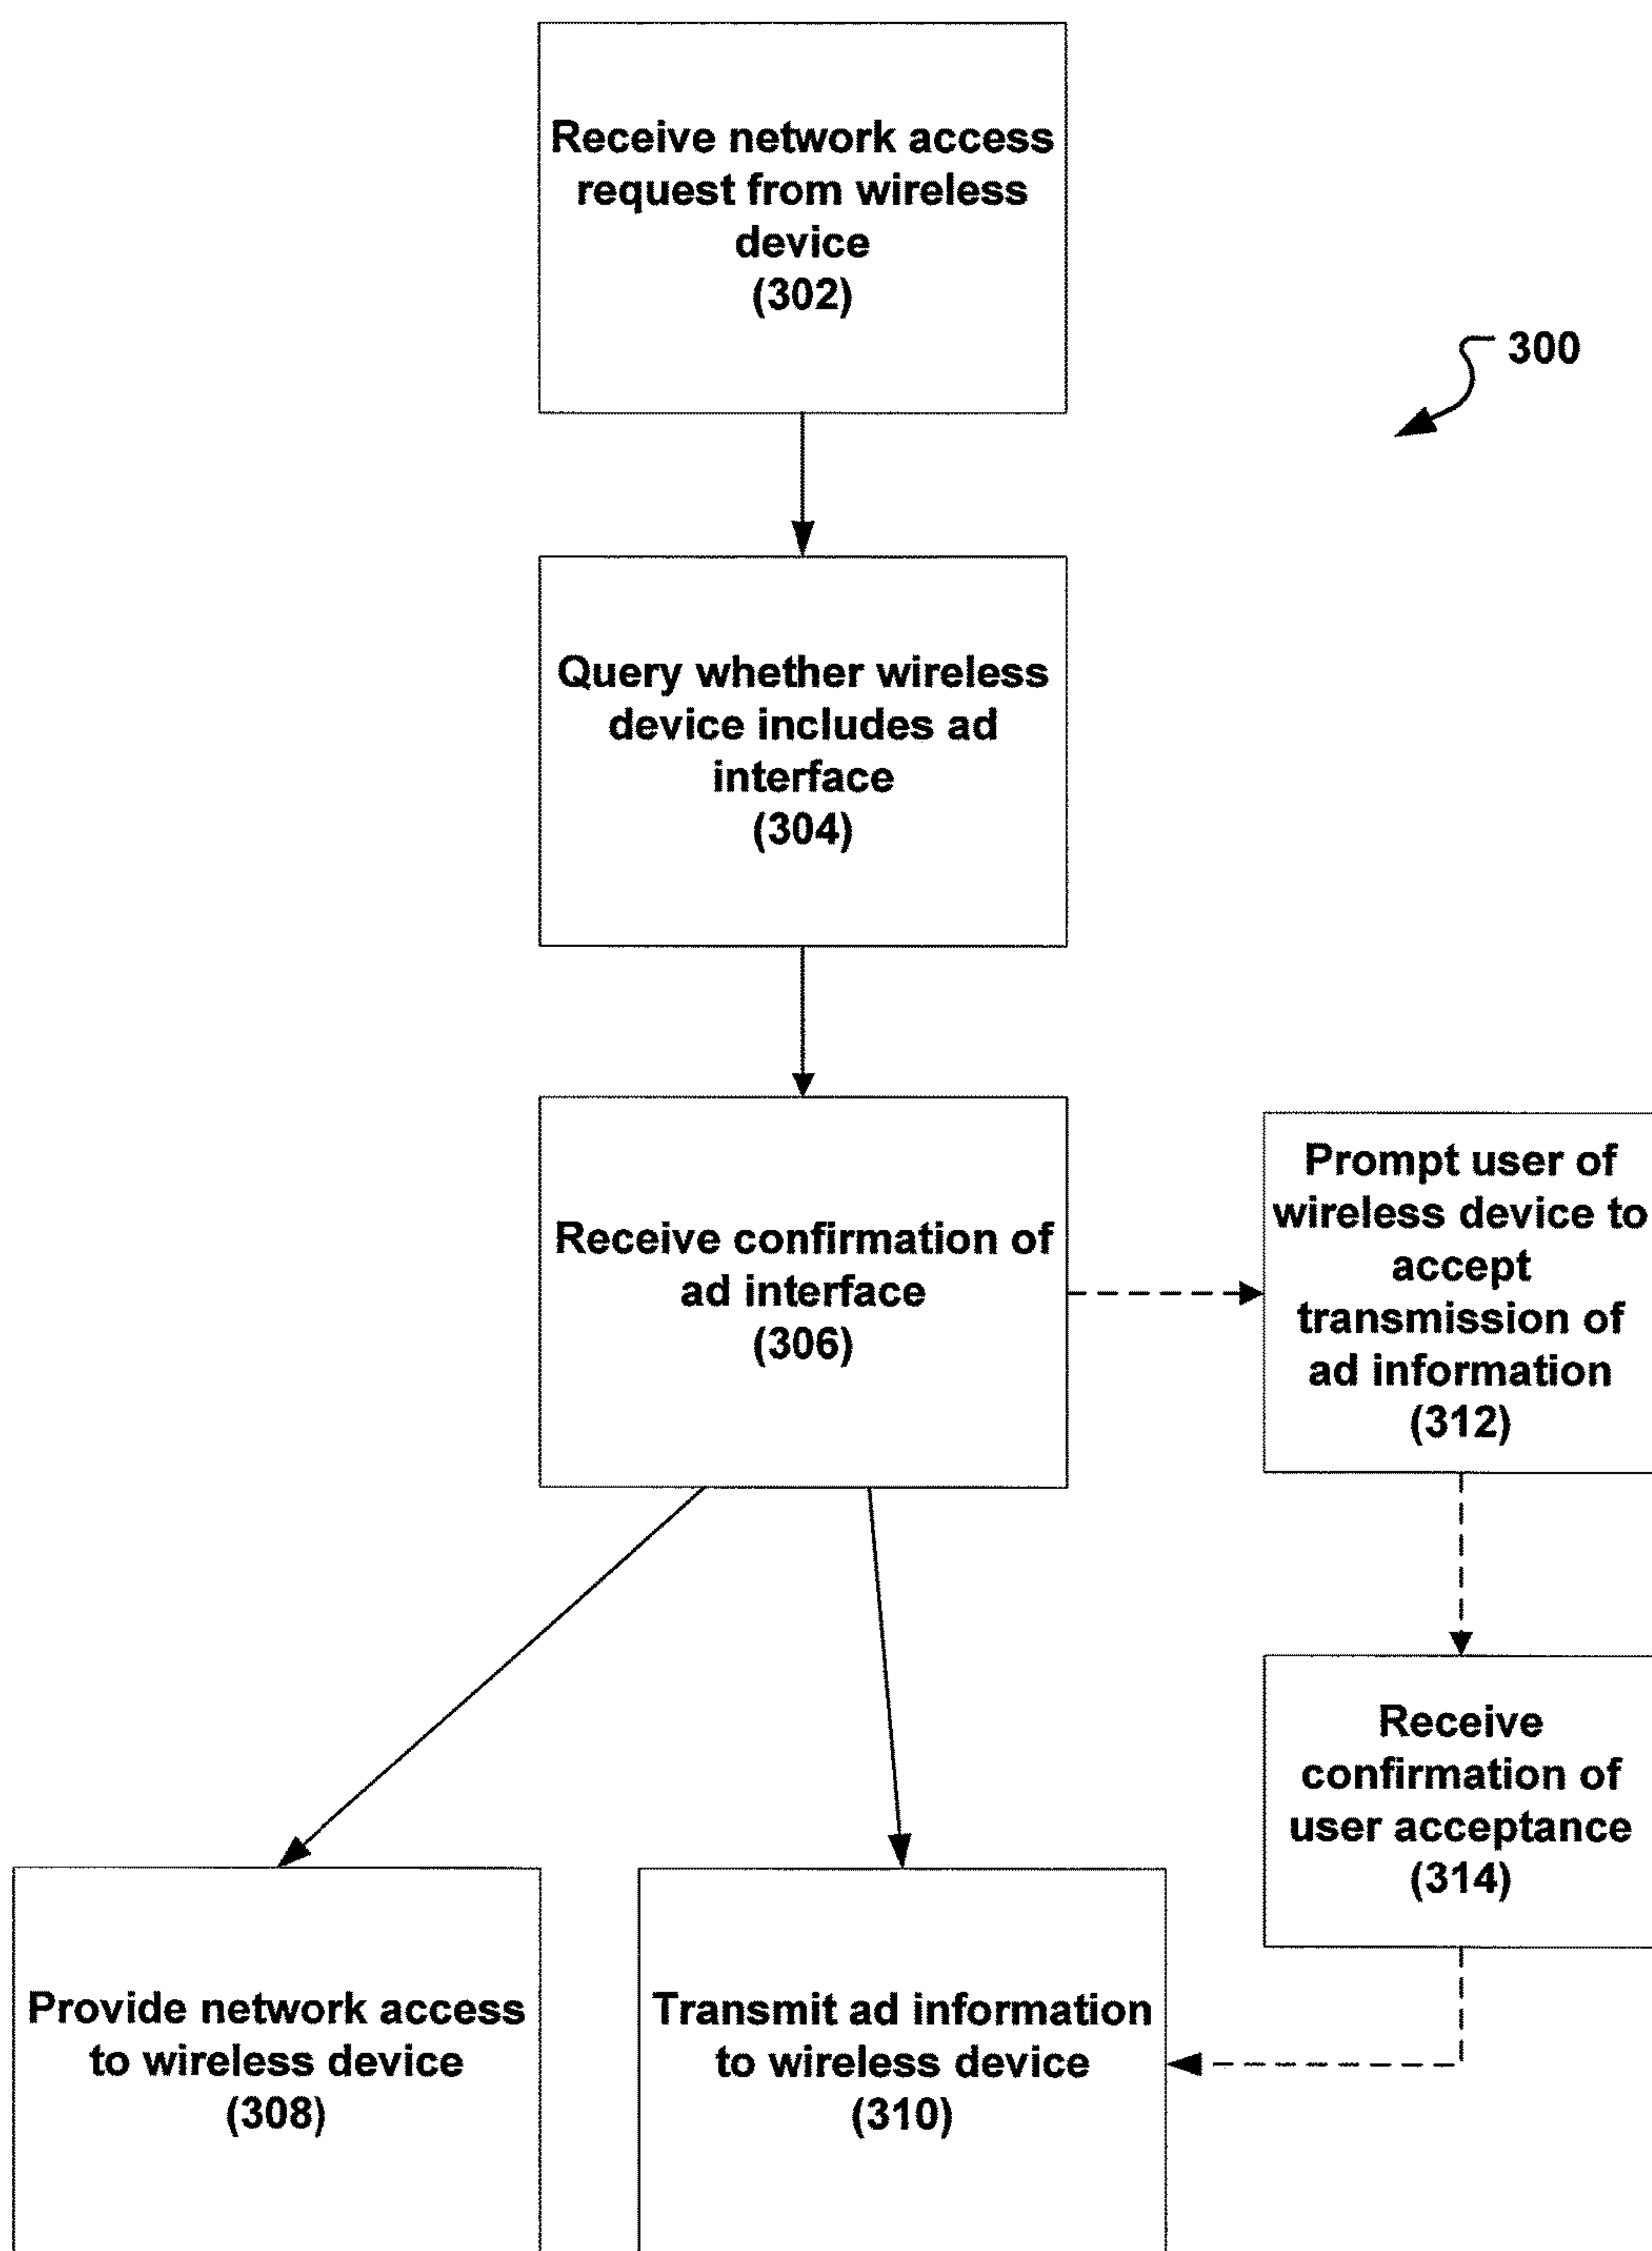 Receive network access
request from wireless
device
(302)
300
Query whether wireless
device includes ad
interface
(304)
Receive confirmation of
ad interface
(306)
Prompt user of
wireless device to
accept
transmission of
ad information
(312)
Receive
confirmation of
user acceptance
(314)
Provide network access
to wireless device
(308)
Transmit ad information
to wireless device
(310)